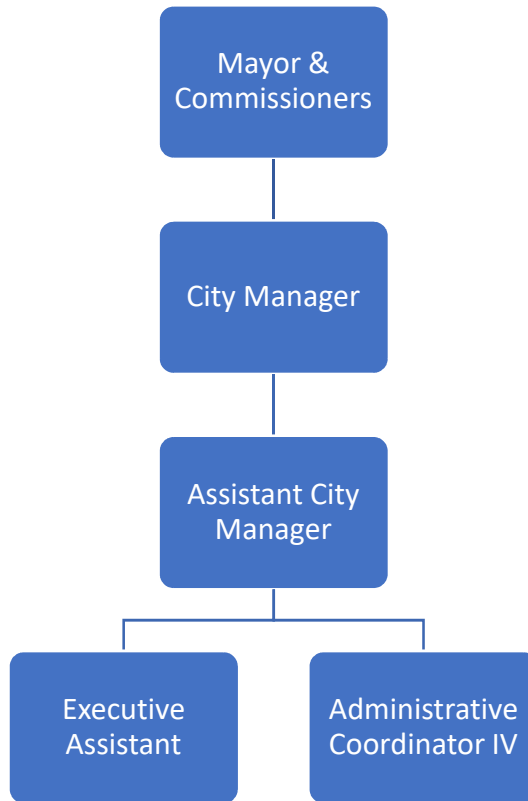 Mayor &
Commissioners
City Manager
Assistant City
Manager
Executive
Assistant
Administrative
Coordinator IV